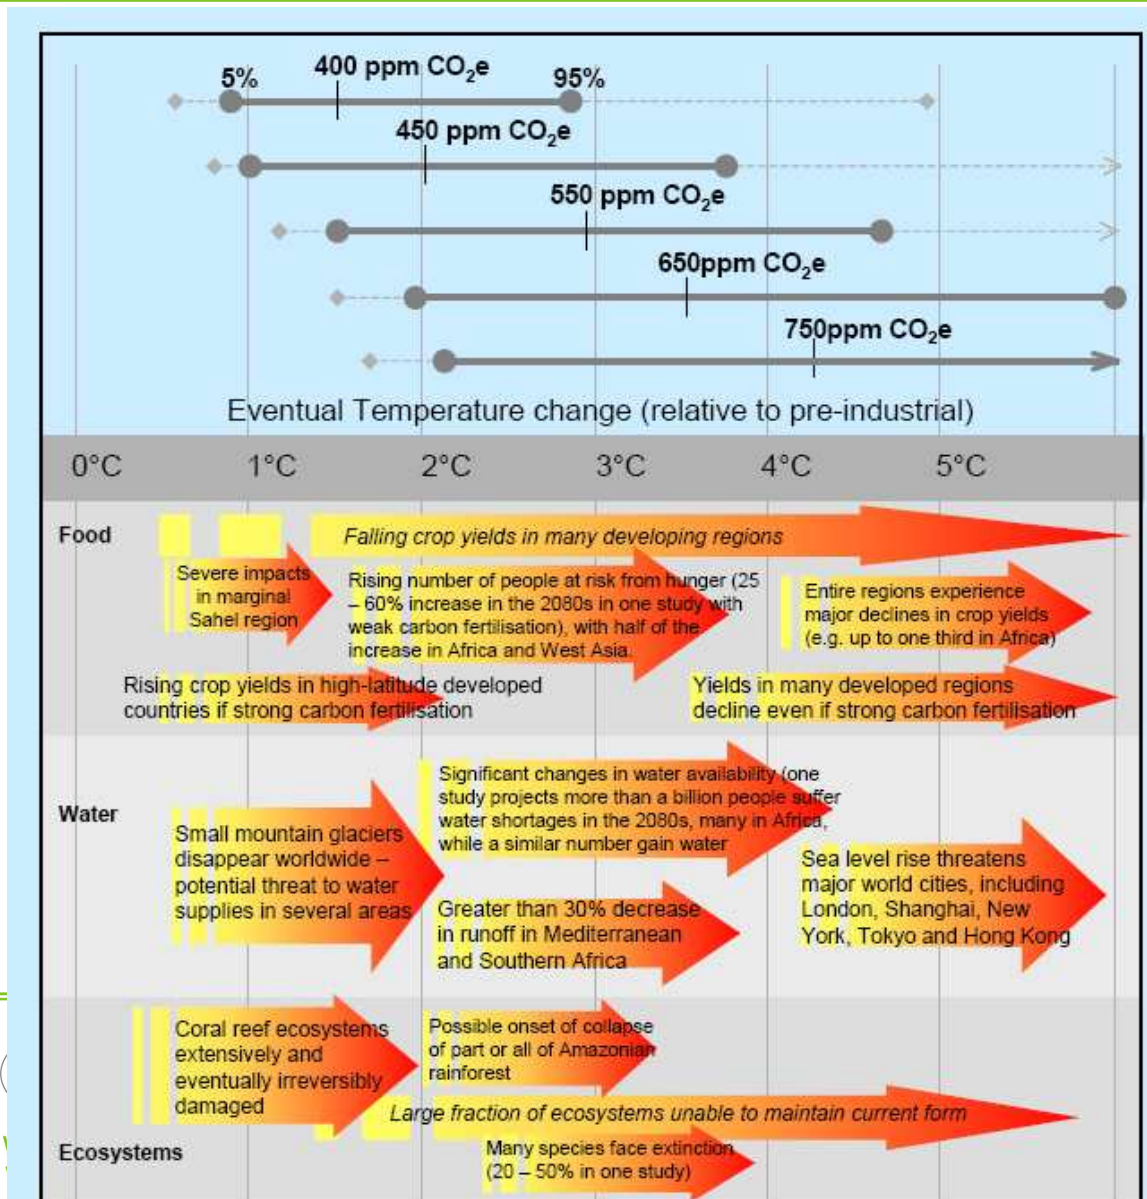 5% 400 ppm CO₂e 95%
450 ppm CO₂e
550 ppm CO₂e
650ppm CO₂e
750ppm CO₂e
Eventual Temperature change (relative to pre-industrial)
0°C 1°C 2°C 3°C 4°C 5°C
Food
Falling crop yields in many developing regions
Severe impacts
in marginal
Sahel region
Rising number of people at risk from hunger (25
– 60% increase in the 2080s in one study with
weak carbon fertilisation), with half of the
increase in Africa and West Asia.
Entire regions experience
major declines in crop yields
(e.g. up to one third in Africa)
Rising crop yields in high-latitude developed
countries if strong carbon fertilisation
Yields in many developed regions
decline even if strong carbon fertilisation
Water
Small mountain glaciers
disappear worldwide –
potential threat to water
supplies in several areas
Significant changes in water availability (one
study projects more than a billion people suffer
water shortages in the 2080s, many in Africa,
while a similar number gain water
Greater than 30% decrease
in runoff in Mediterranean
and Southern Africa
Sea level rise threatens
major world cities, including
London, Shanghai, New
York, Tokyo and Hong Kong
Ecosystems
Coral reef ecosystems
extensively and
eventually irreversibly
damaged
Possible onset of collapse
of part or all of Amazonian
rainforest
Large fraction of ecosystems unable to maintain current form
Many species face extinction
(20 – 50% in one study)